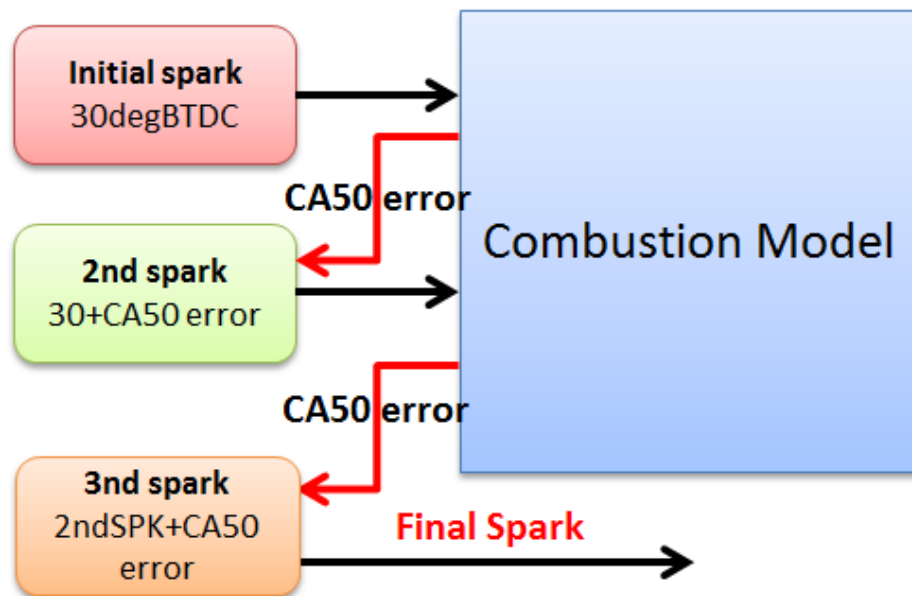 Initial spark
30degBTDC
CA50 error
Combustion Model
2nd spark
30+CA50 error
CA50 error
3nd spark
2ndSPK+CA50
error
Final Spark